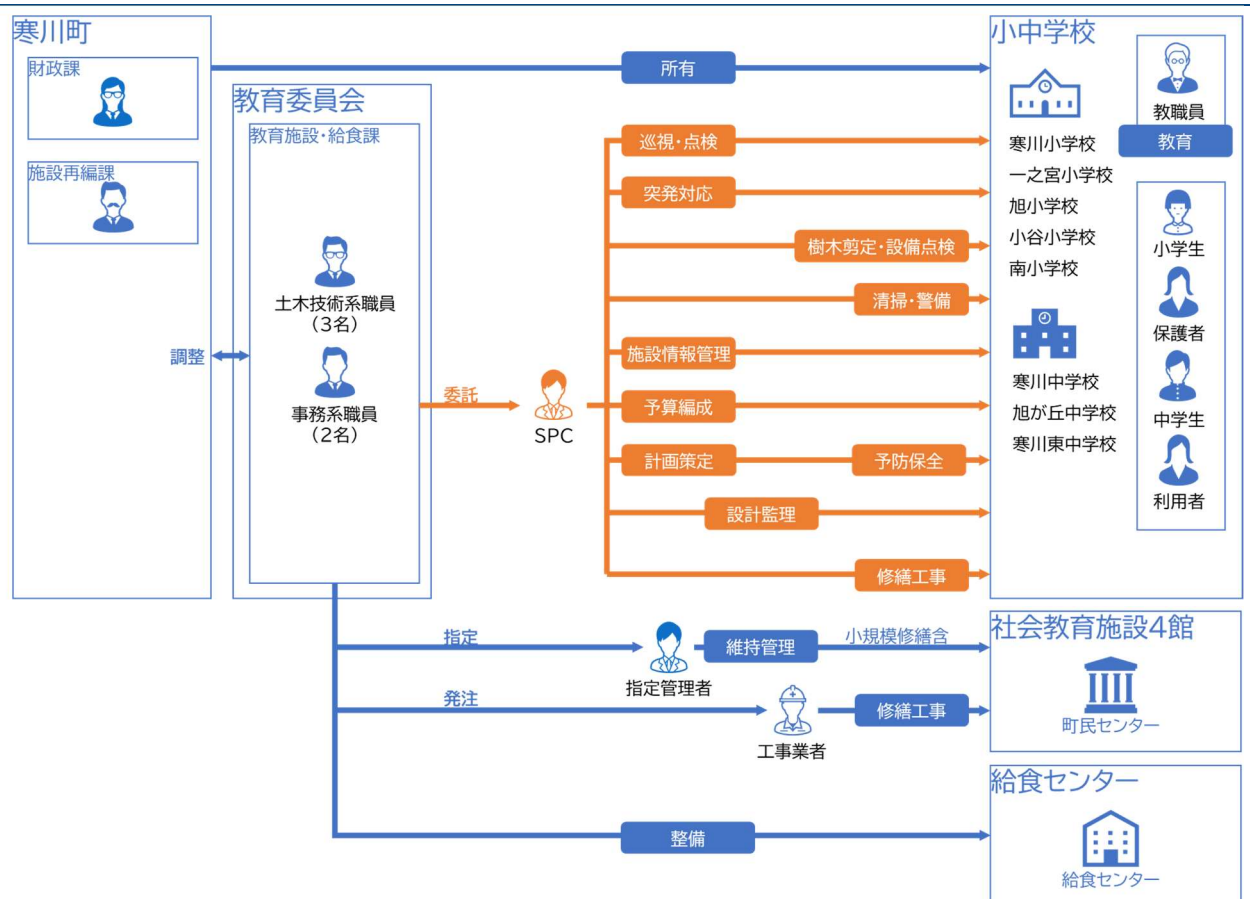 寒川町
財政課
施設再編課
調整
教育委員会
教育施設・給食課
土木技術系職員
(3名)
事務系職員
(2名)
委託
SPC
所有
巡視・点検
突発対応
樹木剪定・設備点検
清掃・警備
施設情報管理
予算編成
計画策定
予防保全
設計監理
修繕工事
小中学校
寒川小学校
一之宮小学校
旭小学校
小谷小学校
南小学校
寒川中学校
旭が丘中学校
寒川東中学校
教職員
教育
小学生
保護者
中学生
利用者
指定
指定管理者
維持管理
小規模修繕含
発注
工事業者
修繕工事
社会教育施設4館
町民センター
整備
給食センター
給食センター